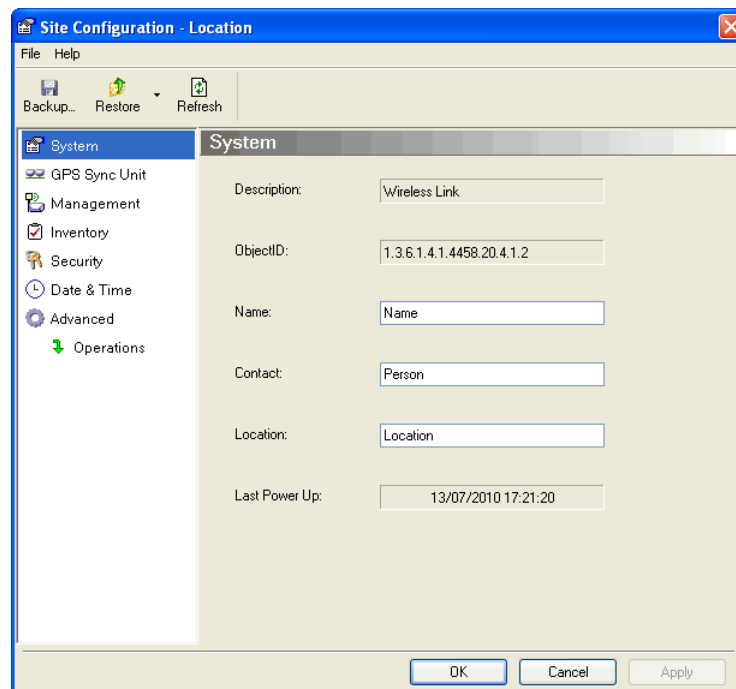 Site Configuration - Location
File Help
Backup... Restore Refresh
System
GPS Sync Unit
Management
Inventory
Security
Date & Time
Advanced
Operations
System
Description: Wireless Link
ObjectID: 1.3.6.1.4.1.4458.20.4.1.2
Name: Name
Contact: Person
Location: Location
Last Power Up: 13/07/2010 17:21:20
OK Cancel Apply